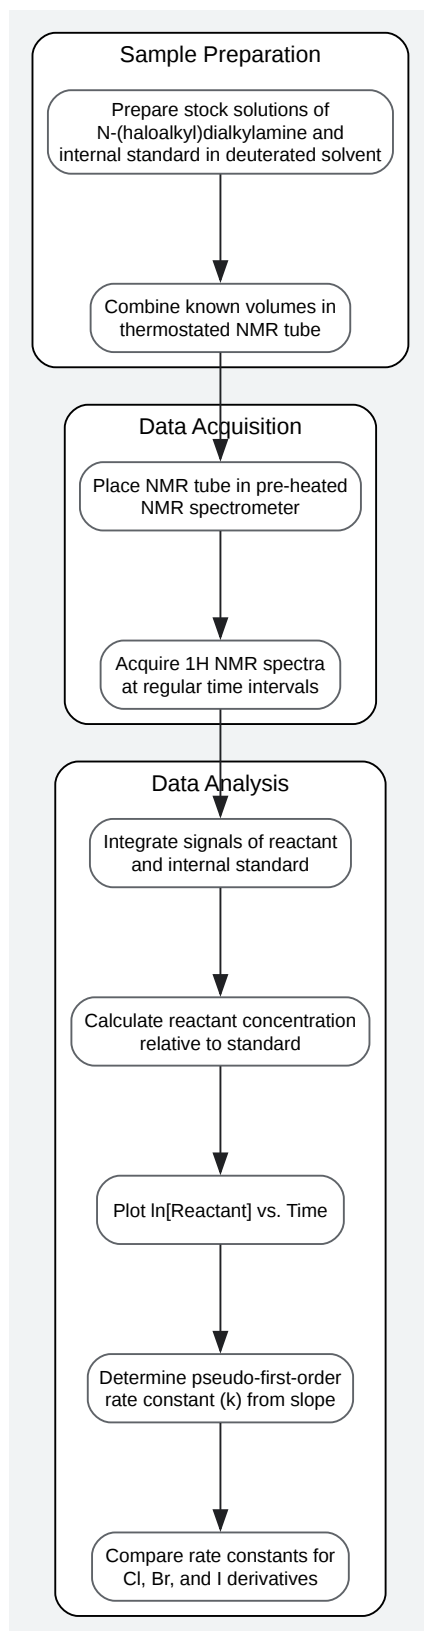 Sample Preparation
Prepare stock solutions of
N-(haloalkyl)dialkylamine and
internal standard in deuterated solvent
Combine known volumes in
thermostated NMR tube
Data Acquisition
Place NMR tube in pre-heated
NMR spectrometer
Acquire 1H NMR spectra
at regular time intervals
Data Analysis
Integrate signals of reactant
and internal standard
Calculate reactant concentration
relative to standard
Plot ln[Reactant] vs. Time
Determine pseudo-first-order
rate constant (k) from slope
Compare rate constants for
Cl, Br, and I derivatives